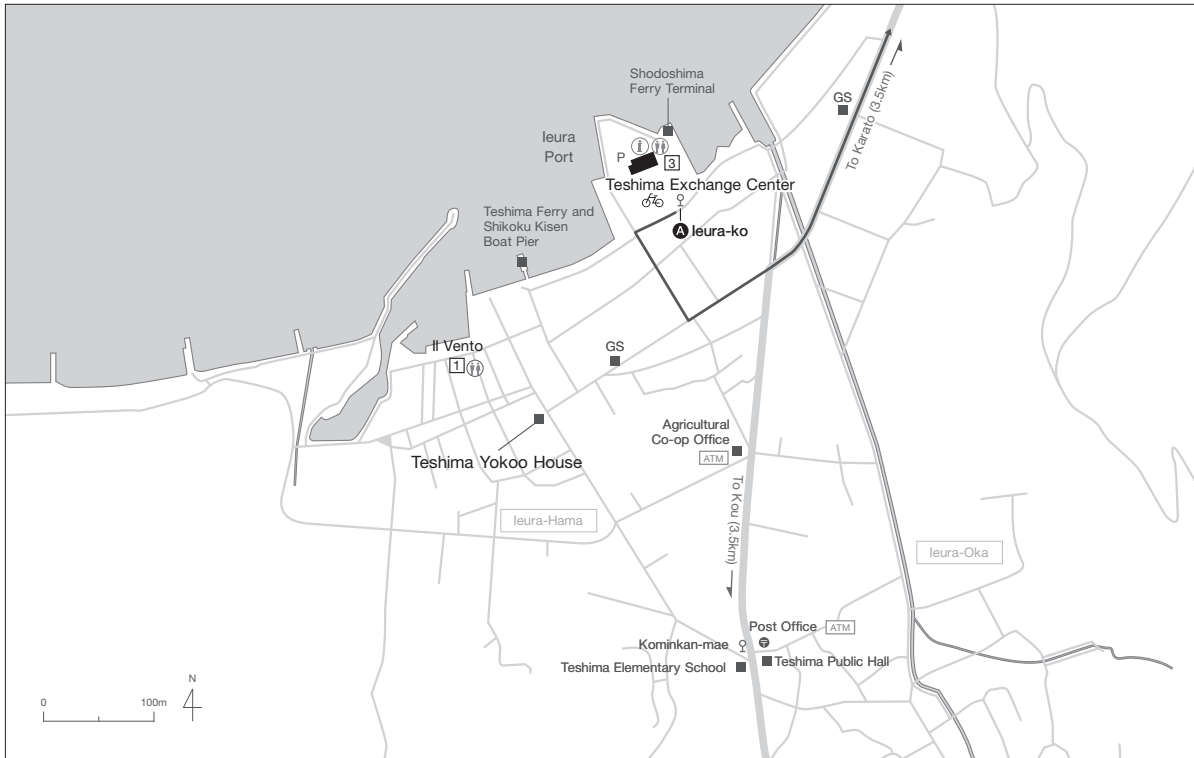 Shodoshima
Ferry Terminal
GS
To Karato (3.5km)
Ieura
Port
P
3
Teshima Exchange Center
Teshima Ferry and
Shikoku Kisen
Boat Pier
A Ieura-ko
Il Vento
1
GS
Agricultural
Co-op Office
ATM
Teshima Yokoo House
To Kou (3.5km)
Ieura-Hama
Ieura-Oka
Post Office ATM
Kominkan-mae
Teshima Public Hall
Teshima Elementary School
N
0 100m